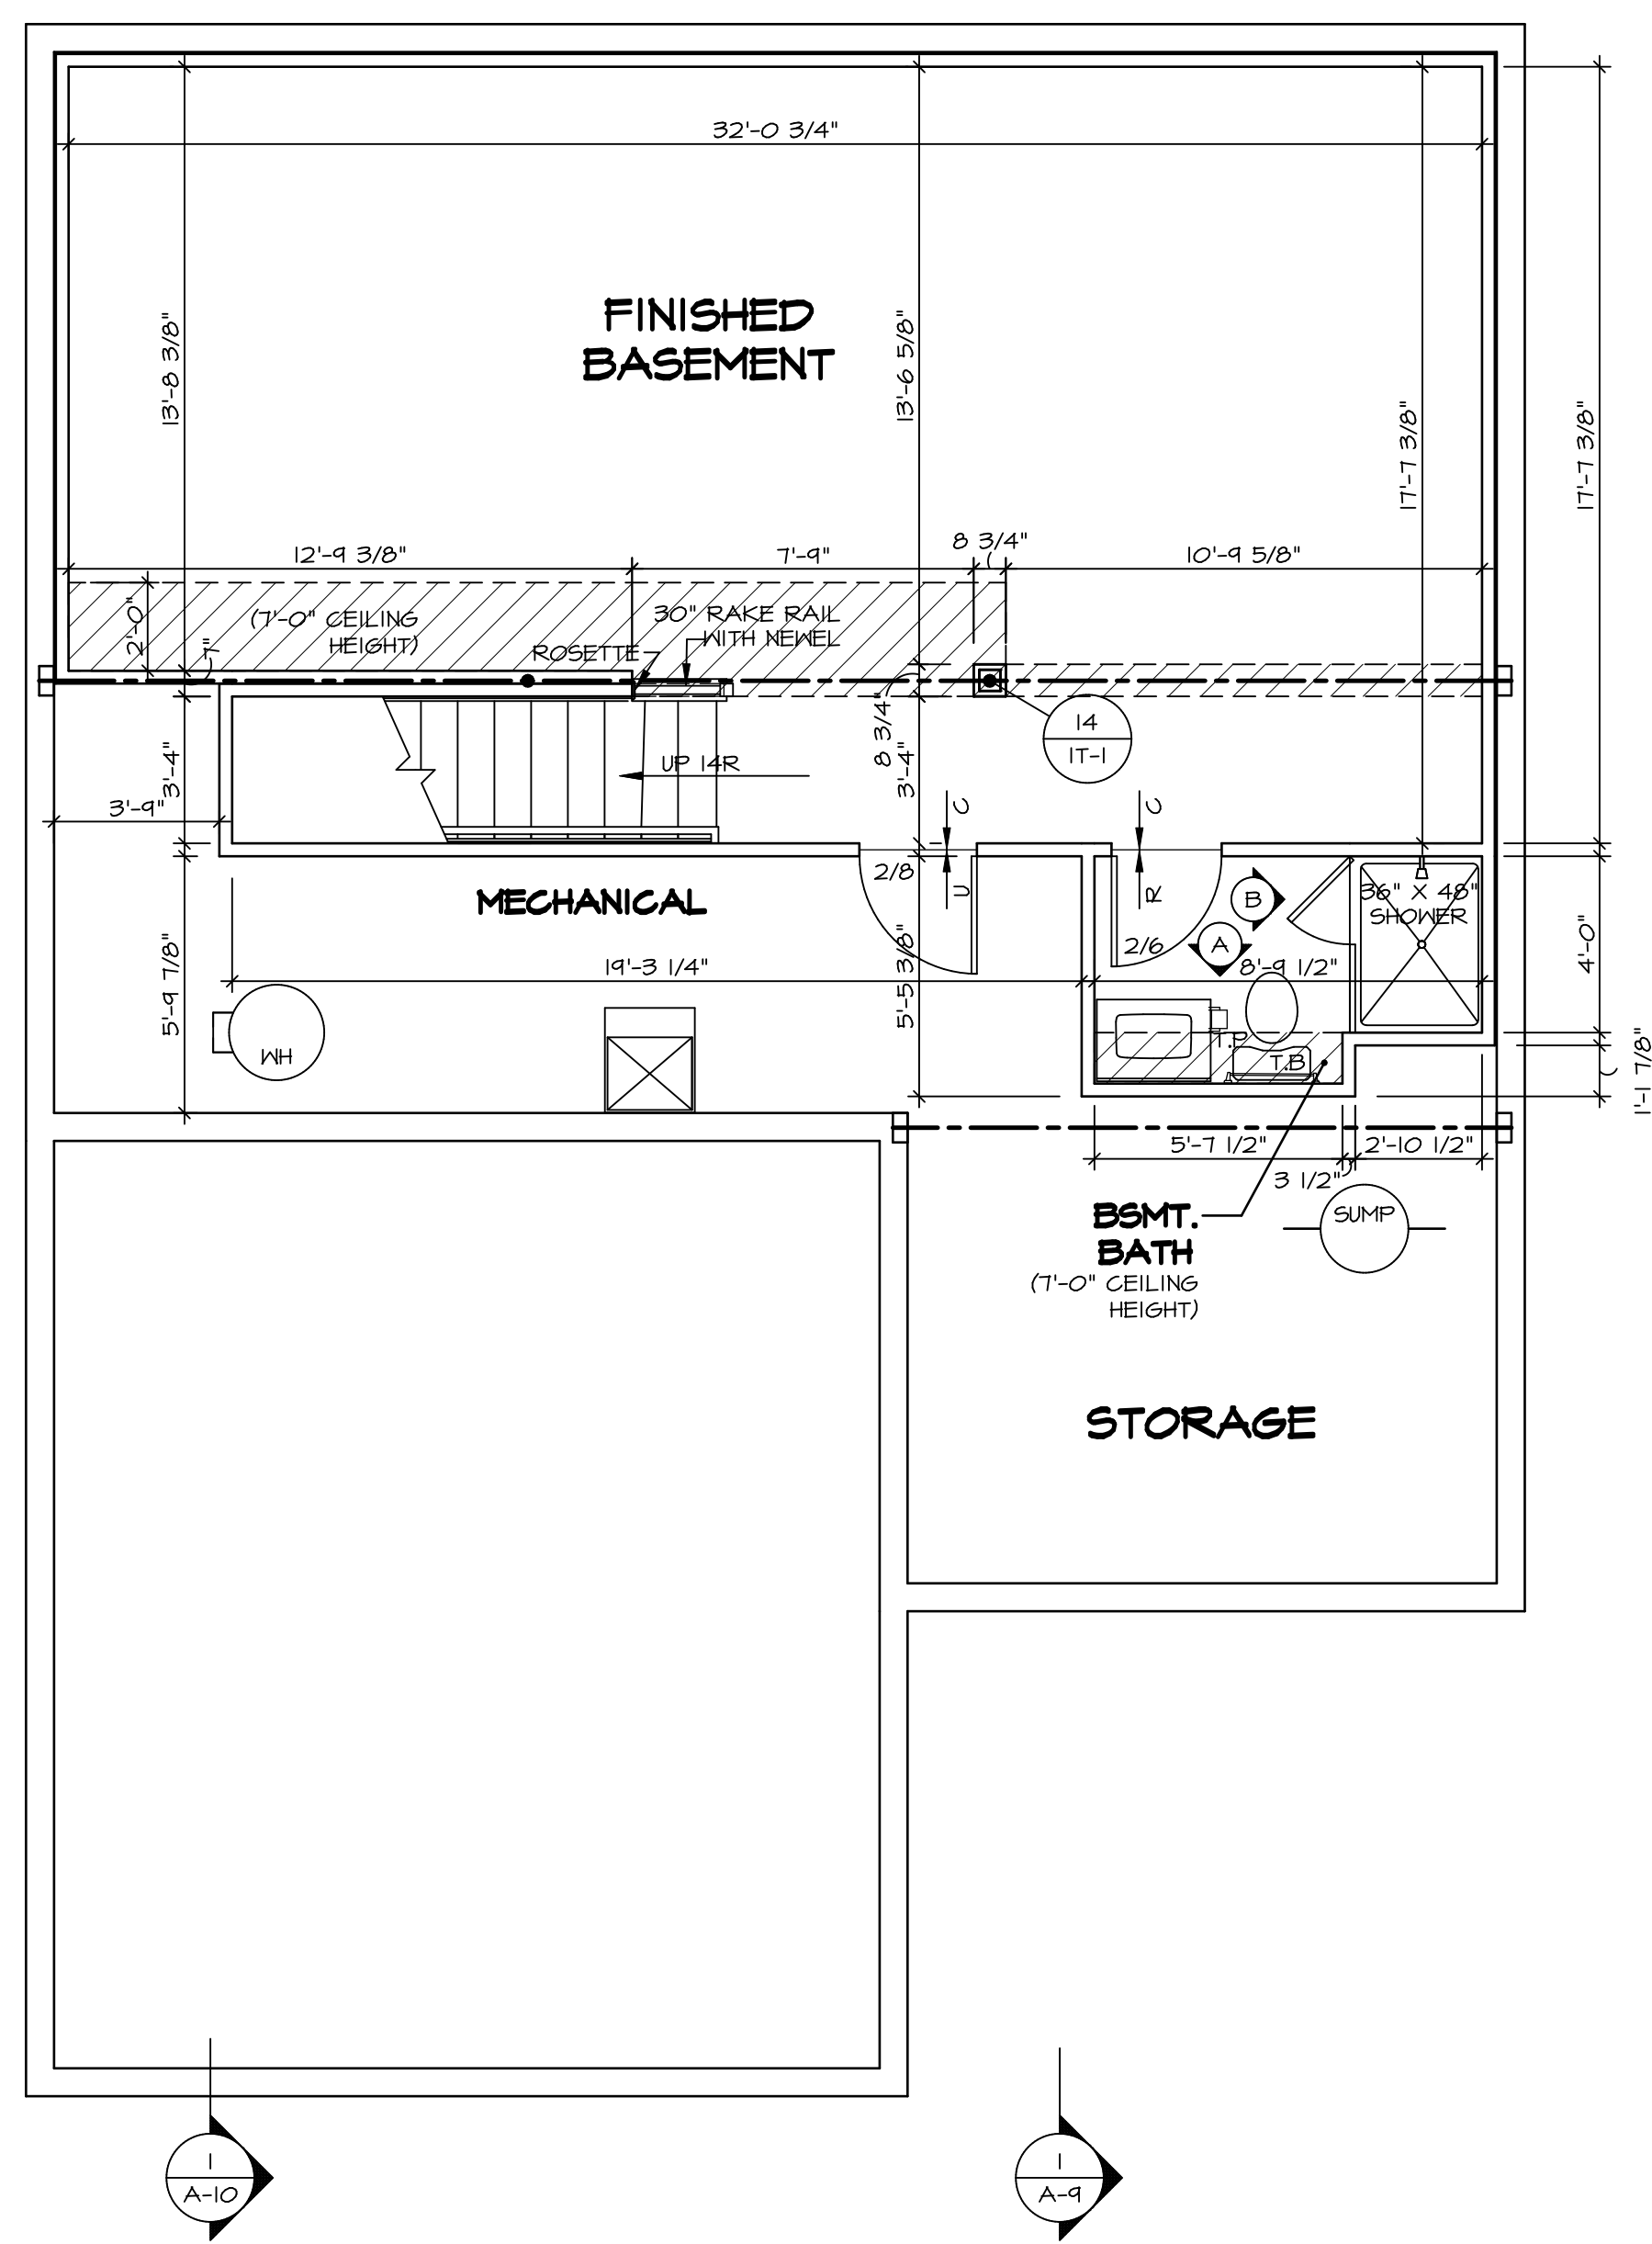 32'-0 3/4"
FINISHED
BASEMENT
13'-8 3/8"
13'-6 5/8"
17'-7 3/8"
17'-7 3/8"
12'-9 3/8"
7'-9"
8 3/4"
10'-9 5/8"
2'-0"
(7'-0" CEILING
HEIGHT)
7"
30" RAKE RAIL
WITH NEWEL
ROSETTE
14
IT-1
8 3/4"
UP 14R
3'-4"
3'-4"
3'-9"
C
C
2/8
U
R
MECHANICAL
B
36" X 48"
SHOWER
A
2/6
5'-9 7/8"
19'-3 1/4"
5'-5 3/8"
8'-9 1/2"
4'-0"
WH
T.P
T.B
1'-1 7/8"
5'-7 1/2"
2'-10 1/2"
3 1/2"
BSMT.
BATH
(7'-0" CEILING
HEIGHT)
SUMP
STORAGE
1
A-10
1
A-9